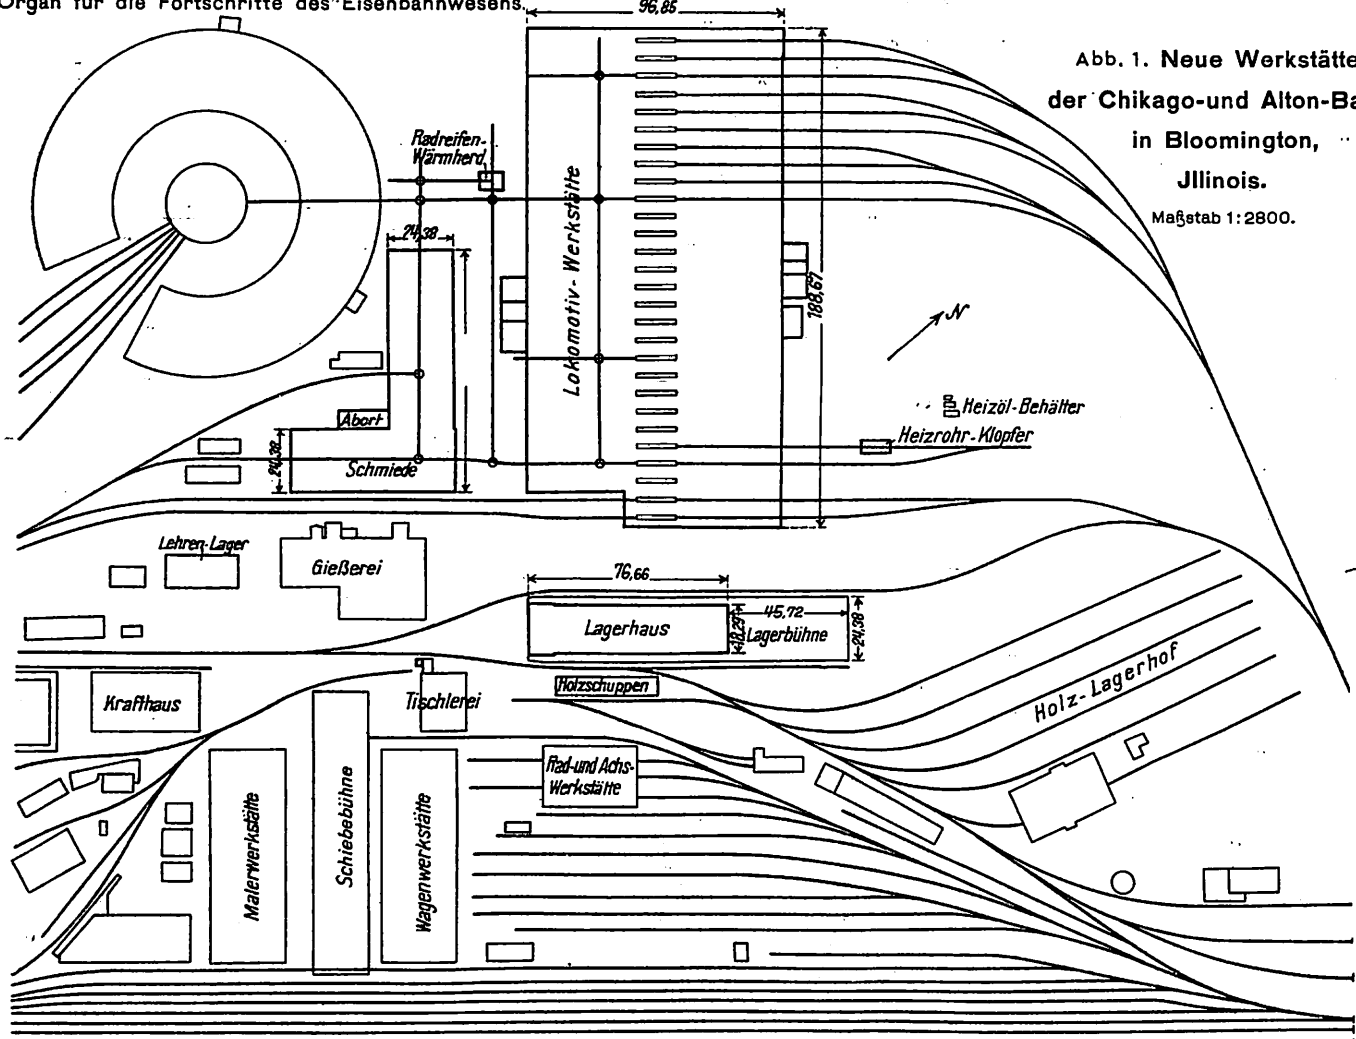 Organ für die Fortschritte des Eisenbahnwesens.
96,85
Abb. 1. Neue Werkstätte
der Chikago-und Alton-Ba
in Bloomington,
Jllinois.
Maßstab 1:2800.
Radreifen-
Wärmherd
24,38
Lokomotiv-Werkstätte
188,67
N
Abort
24,38
Schmiede
Heizöl-Behälter
Heizrohr-Klopfer
Lehren-Lager
Gießerei
76,66
Lagerhaus
18,29
45,72
Lagerbühne
24,38
Holzschuppen
Krafthaus
Tischlerei
Holz-Lagerhof
Rad-und Achs-
Werkstätte
Malerwerkstätte
Schiebebühne
Wagenwerkstätte